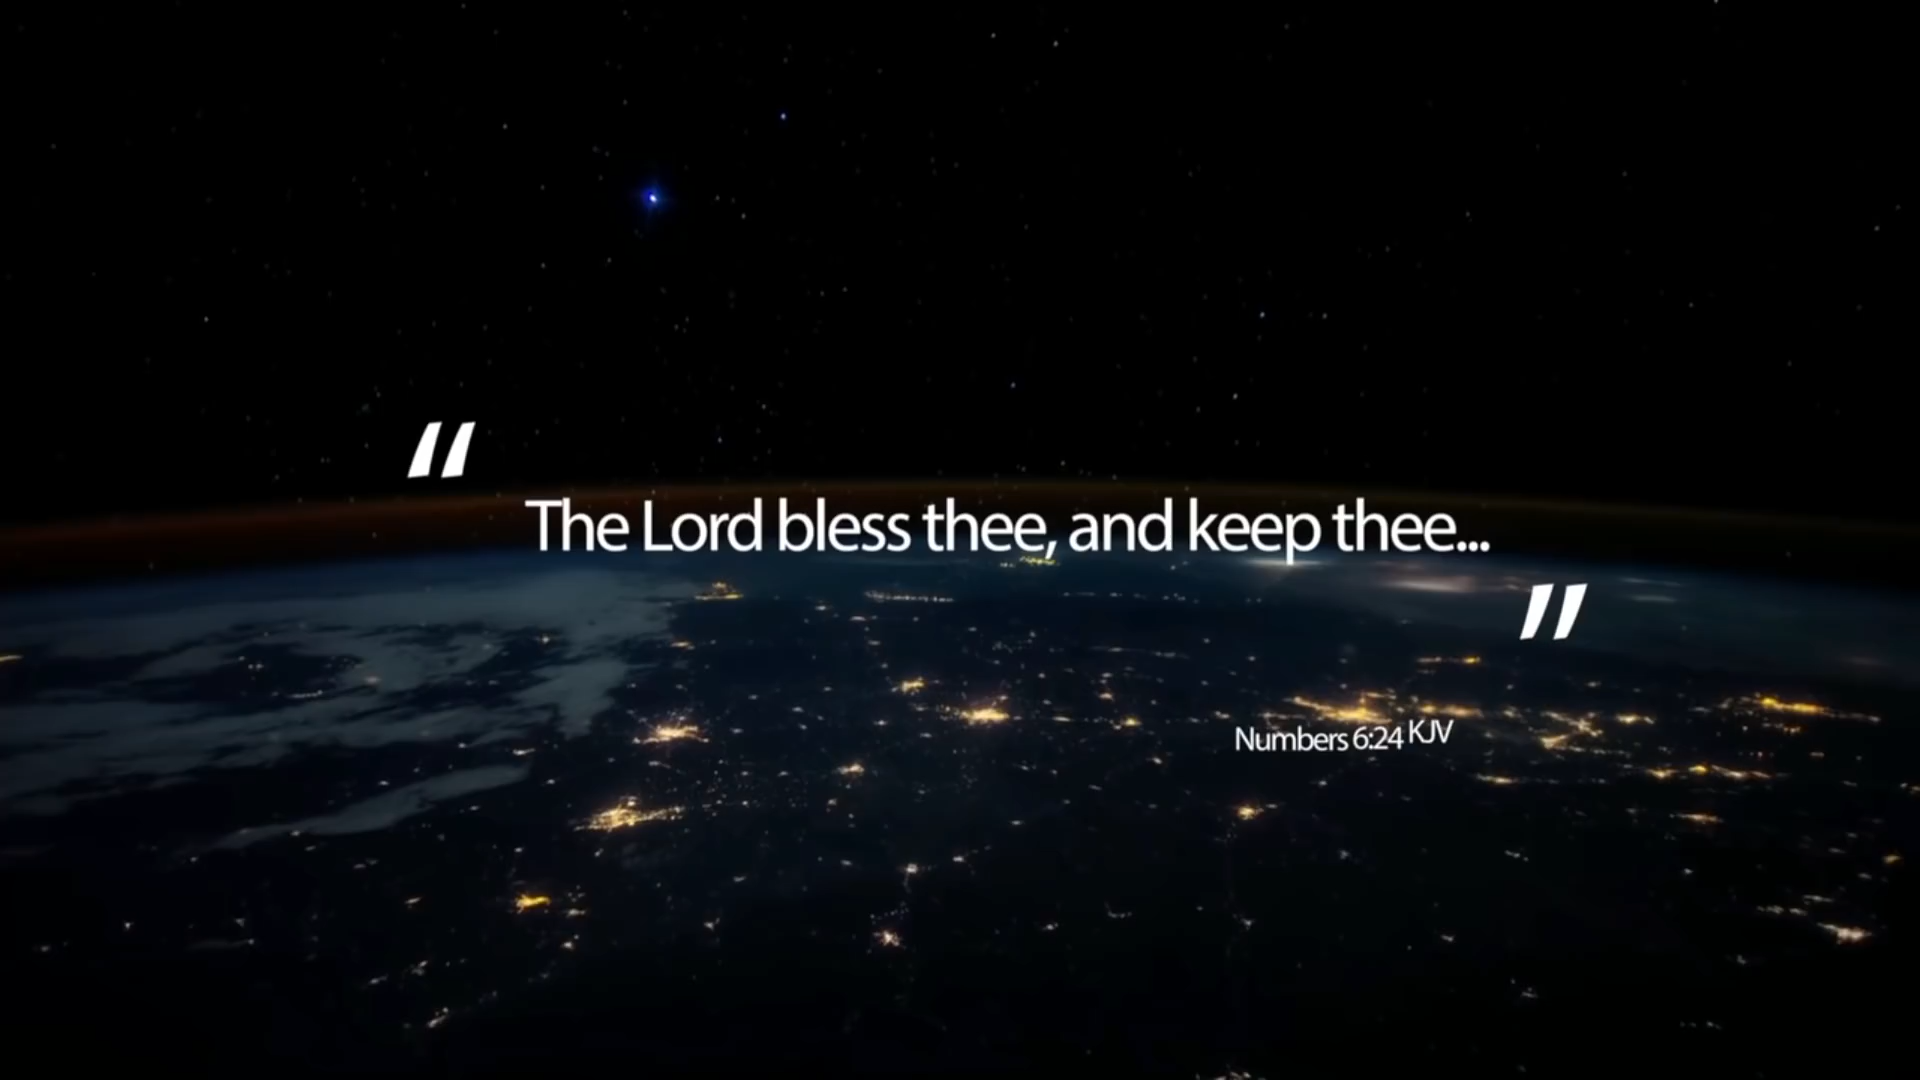 “
The Lord bless thee, and keep thee...
”
Numbers 6:24 KJV